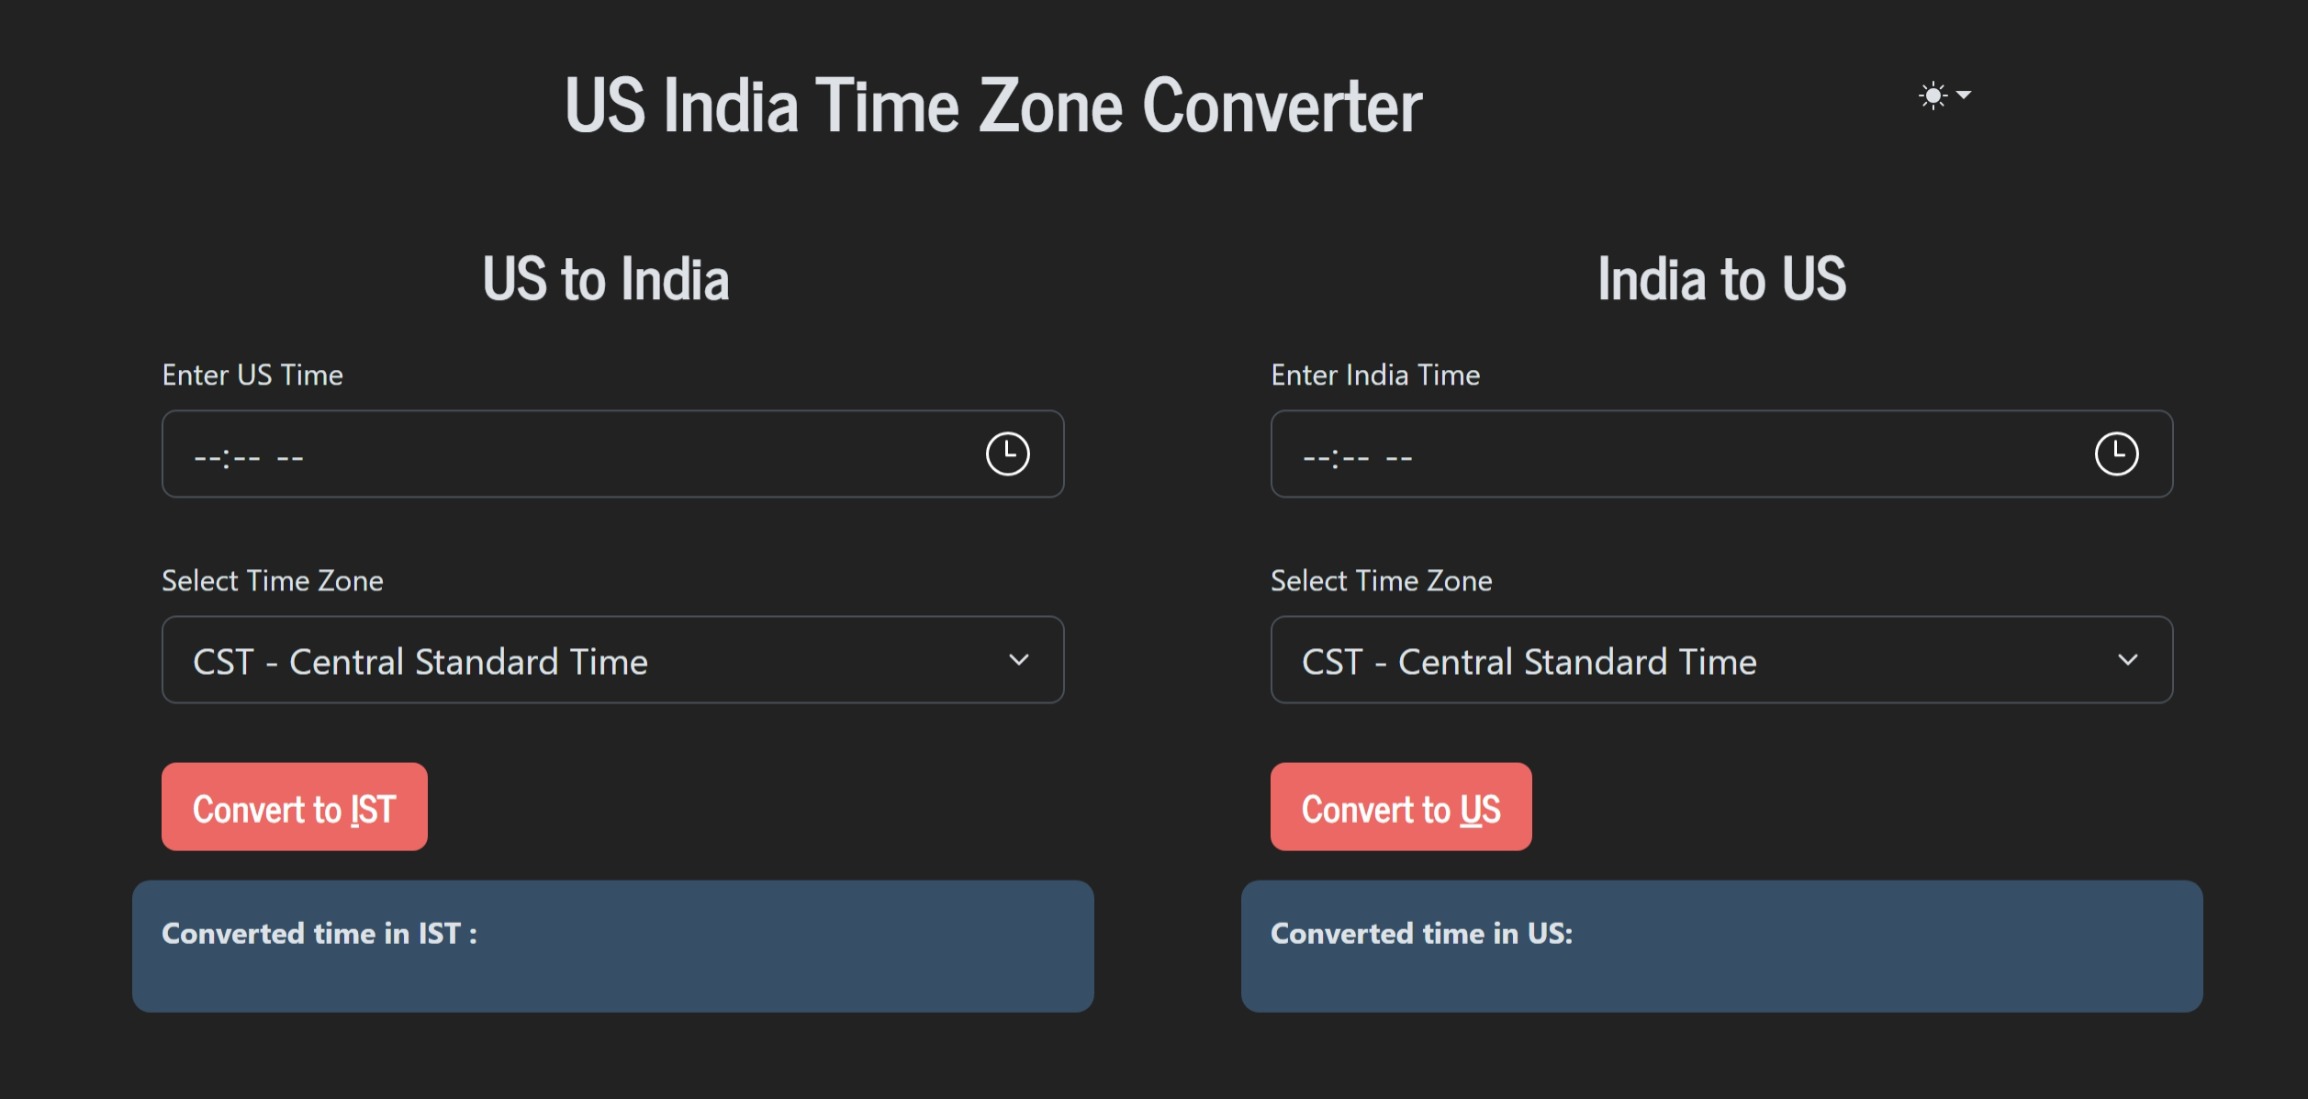 US India Time Zone Converter
US to India
Enter US Time
--:-- --
Select Time Zone
CST - Central Standard Time
Convert to IST
Converted time in IST :
India to US
Enter India Time
--:-- --
Select Time Zone
CST - Central Standard Time
Convert to US
Converted time in US: